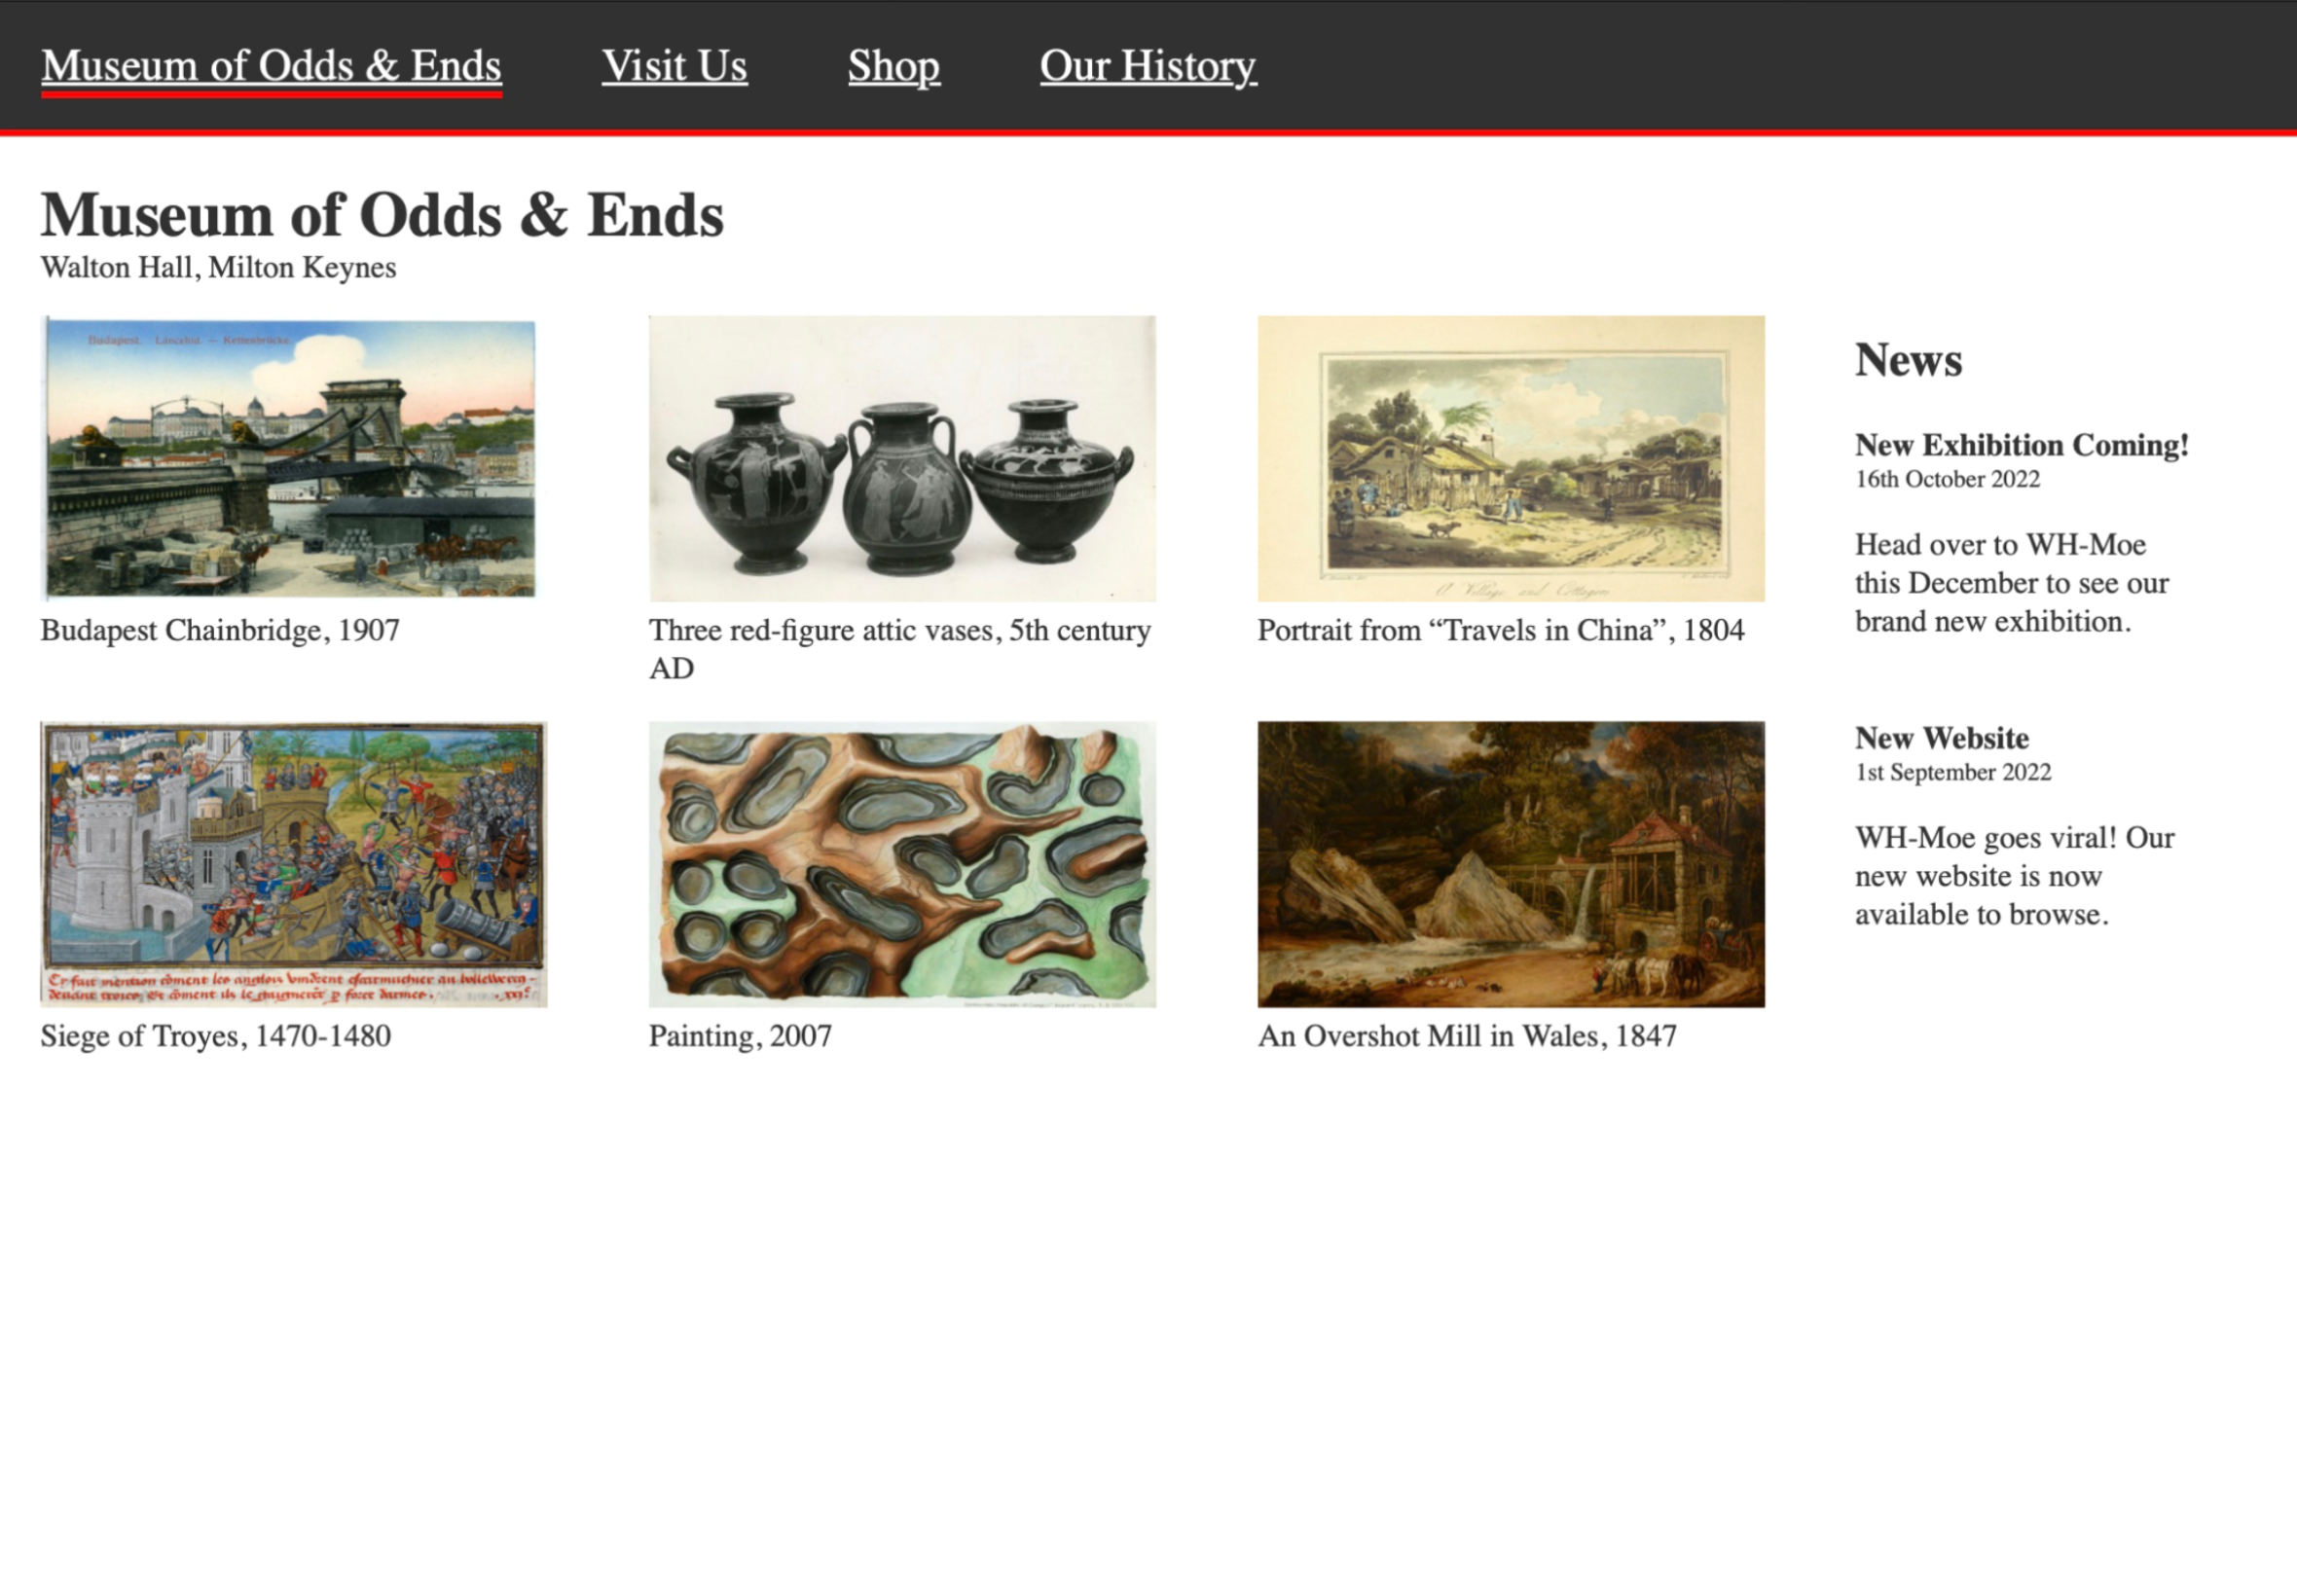 Museum of Odds & Ends
Visit Us
Shop
Our History
Museum of Odds & Ends
Walton Hall, Milton Keynes
Budapest. Lánczhíd. — Kettenbrücke
Budapest Chainbridge, 1907
Three red-figure attic vases, 5th century
AD
A Village and Cottages
Portrait from “Travels in China”, 1804
Siege of Troyes, 1470-1480
Painting, 2007
An Overshot Mill in Wales, 1847
News
New Exhibition Coming!
16th October 2022
Head over to WH-Moe
this December to see our
brand new exhibition.
New Website
1st September 2022
WH-Moe goes viral! Our
new website is now
available to browse.